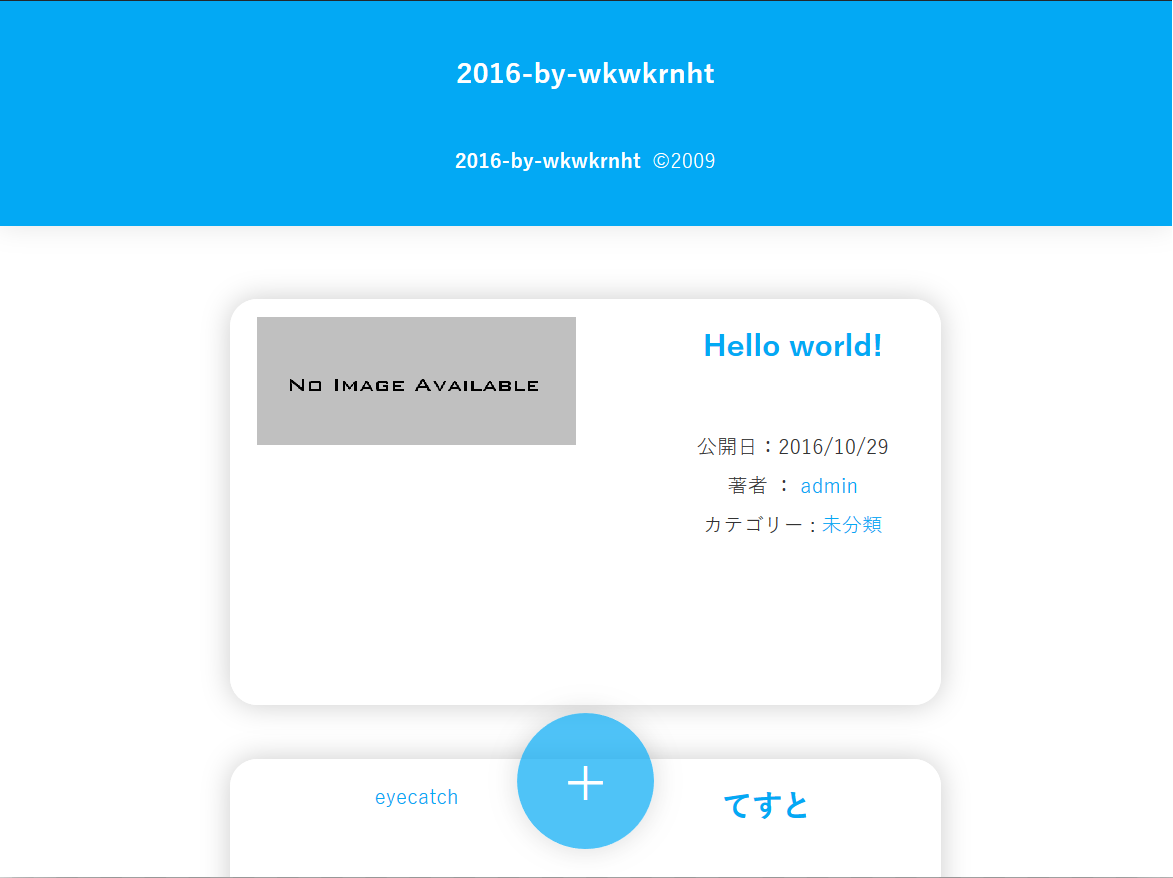 2016-by-wkwkrnht
2016-by-wkwkrnht ©2009
No Image Available
Hello world!
公開日：2016/10/29
著者 ： admin
カテゴリー : 未分類
eyecatch
てすと